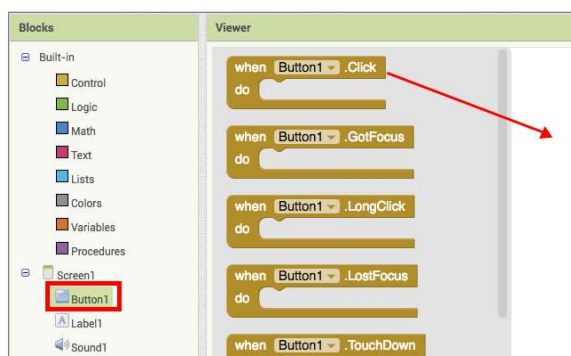 Blocks
Viewer
Built-in
Control
Logic
Math
Text
Lists
Colors
Variables
Procedures
Screen1
Button1
Label1
Sound1
when Button1 .Click
do
when Button1 .GotFocus
do
when Button1 .LongClick
do
when Button1 .LostFocus
do
when Button1 .TouchDown